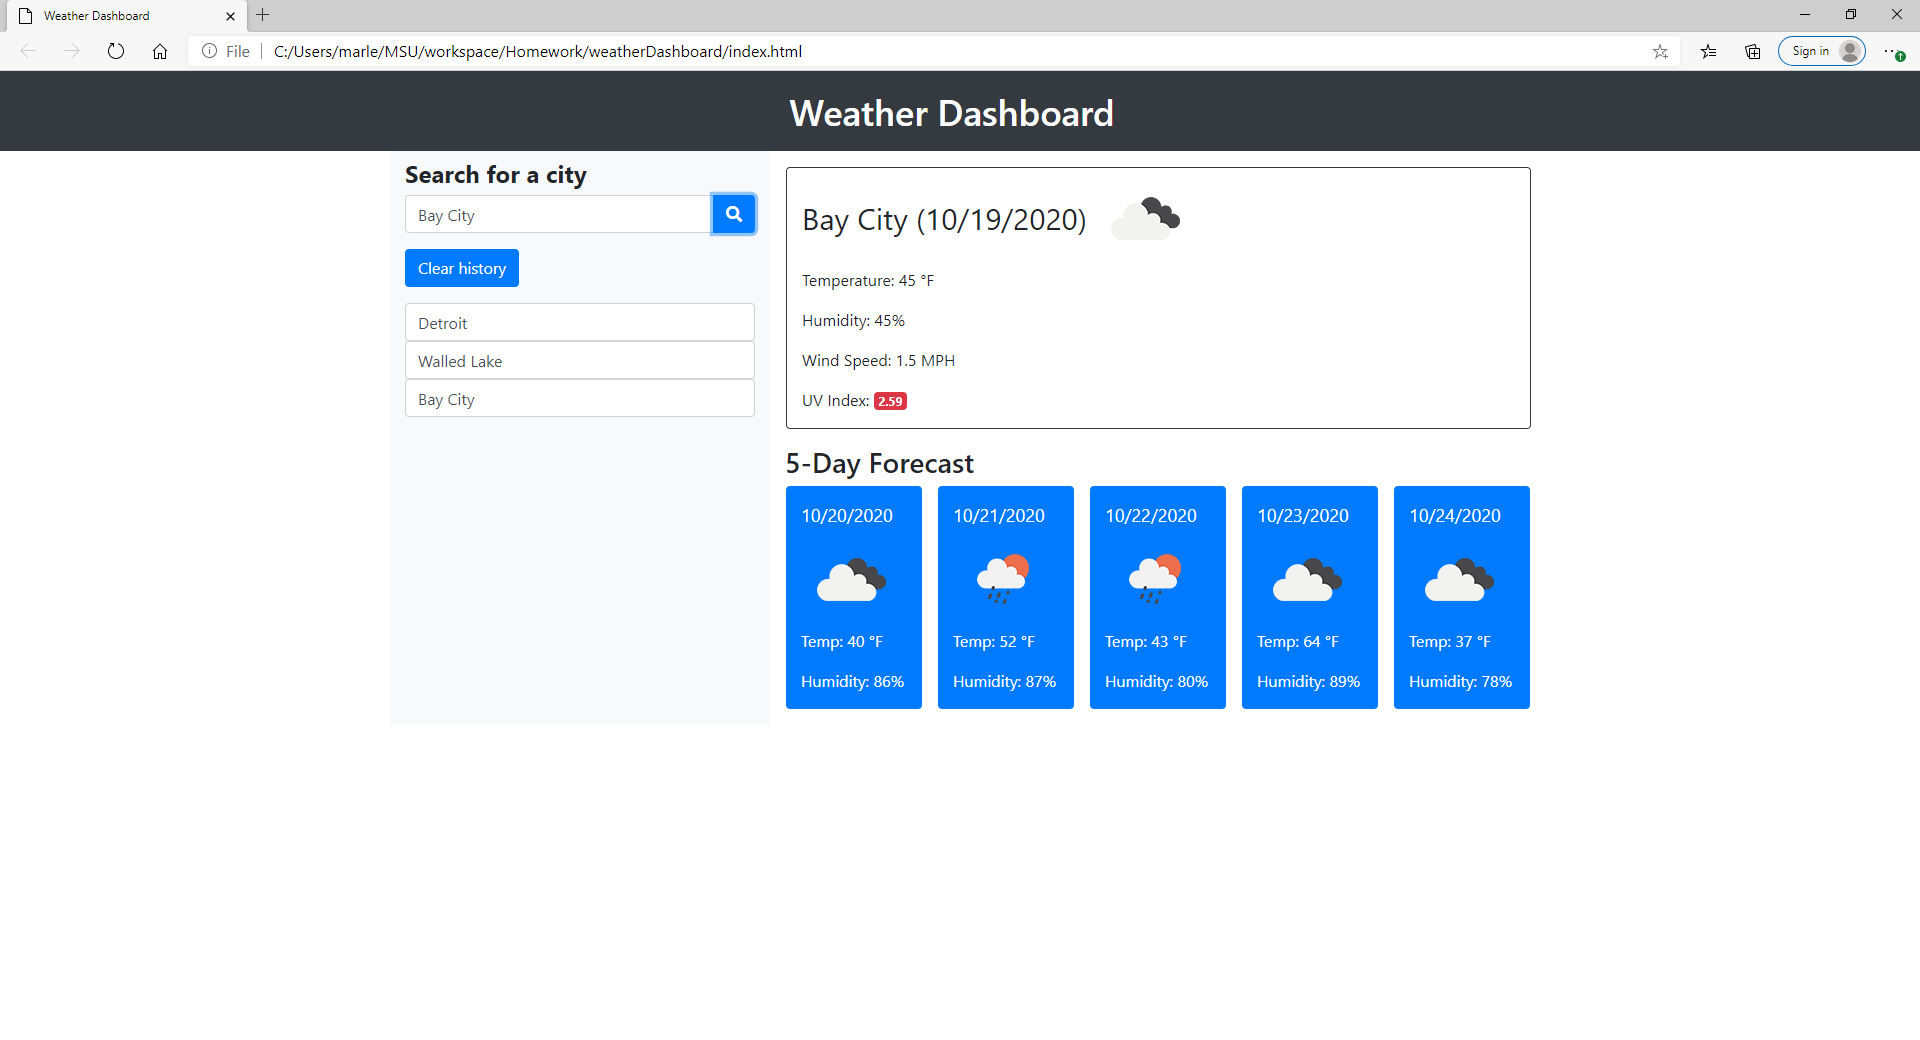 Weather Dashboard
File C:/Users/marle/MSU/workspace/Homework/weatherDashboard/index.html
Sign in
Weather Dashboard
Search for a city
Bay City
Clear history
Detroit
Walled Lake
Bay City
Bay City (10/19/2020)
Temperature: 45 °F
Humidity: 45%
Wind Speed: 1.5 MPH
UV Index: 2.59
5-Day Forecast
10/20/2020
Temp: 40 °F
Humidity: 86%
10/21/2020
Temp: 52 °F
Humidity: 87%
10/22/2020
Temp: 43 °F
Humidity: 80%
10/23/2020
Temp: 64 °F
Humidity: 89%
10/24/2020
Temp: 37 °F
Humidity: 78%